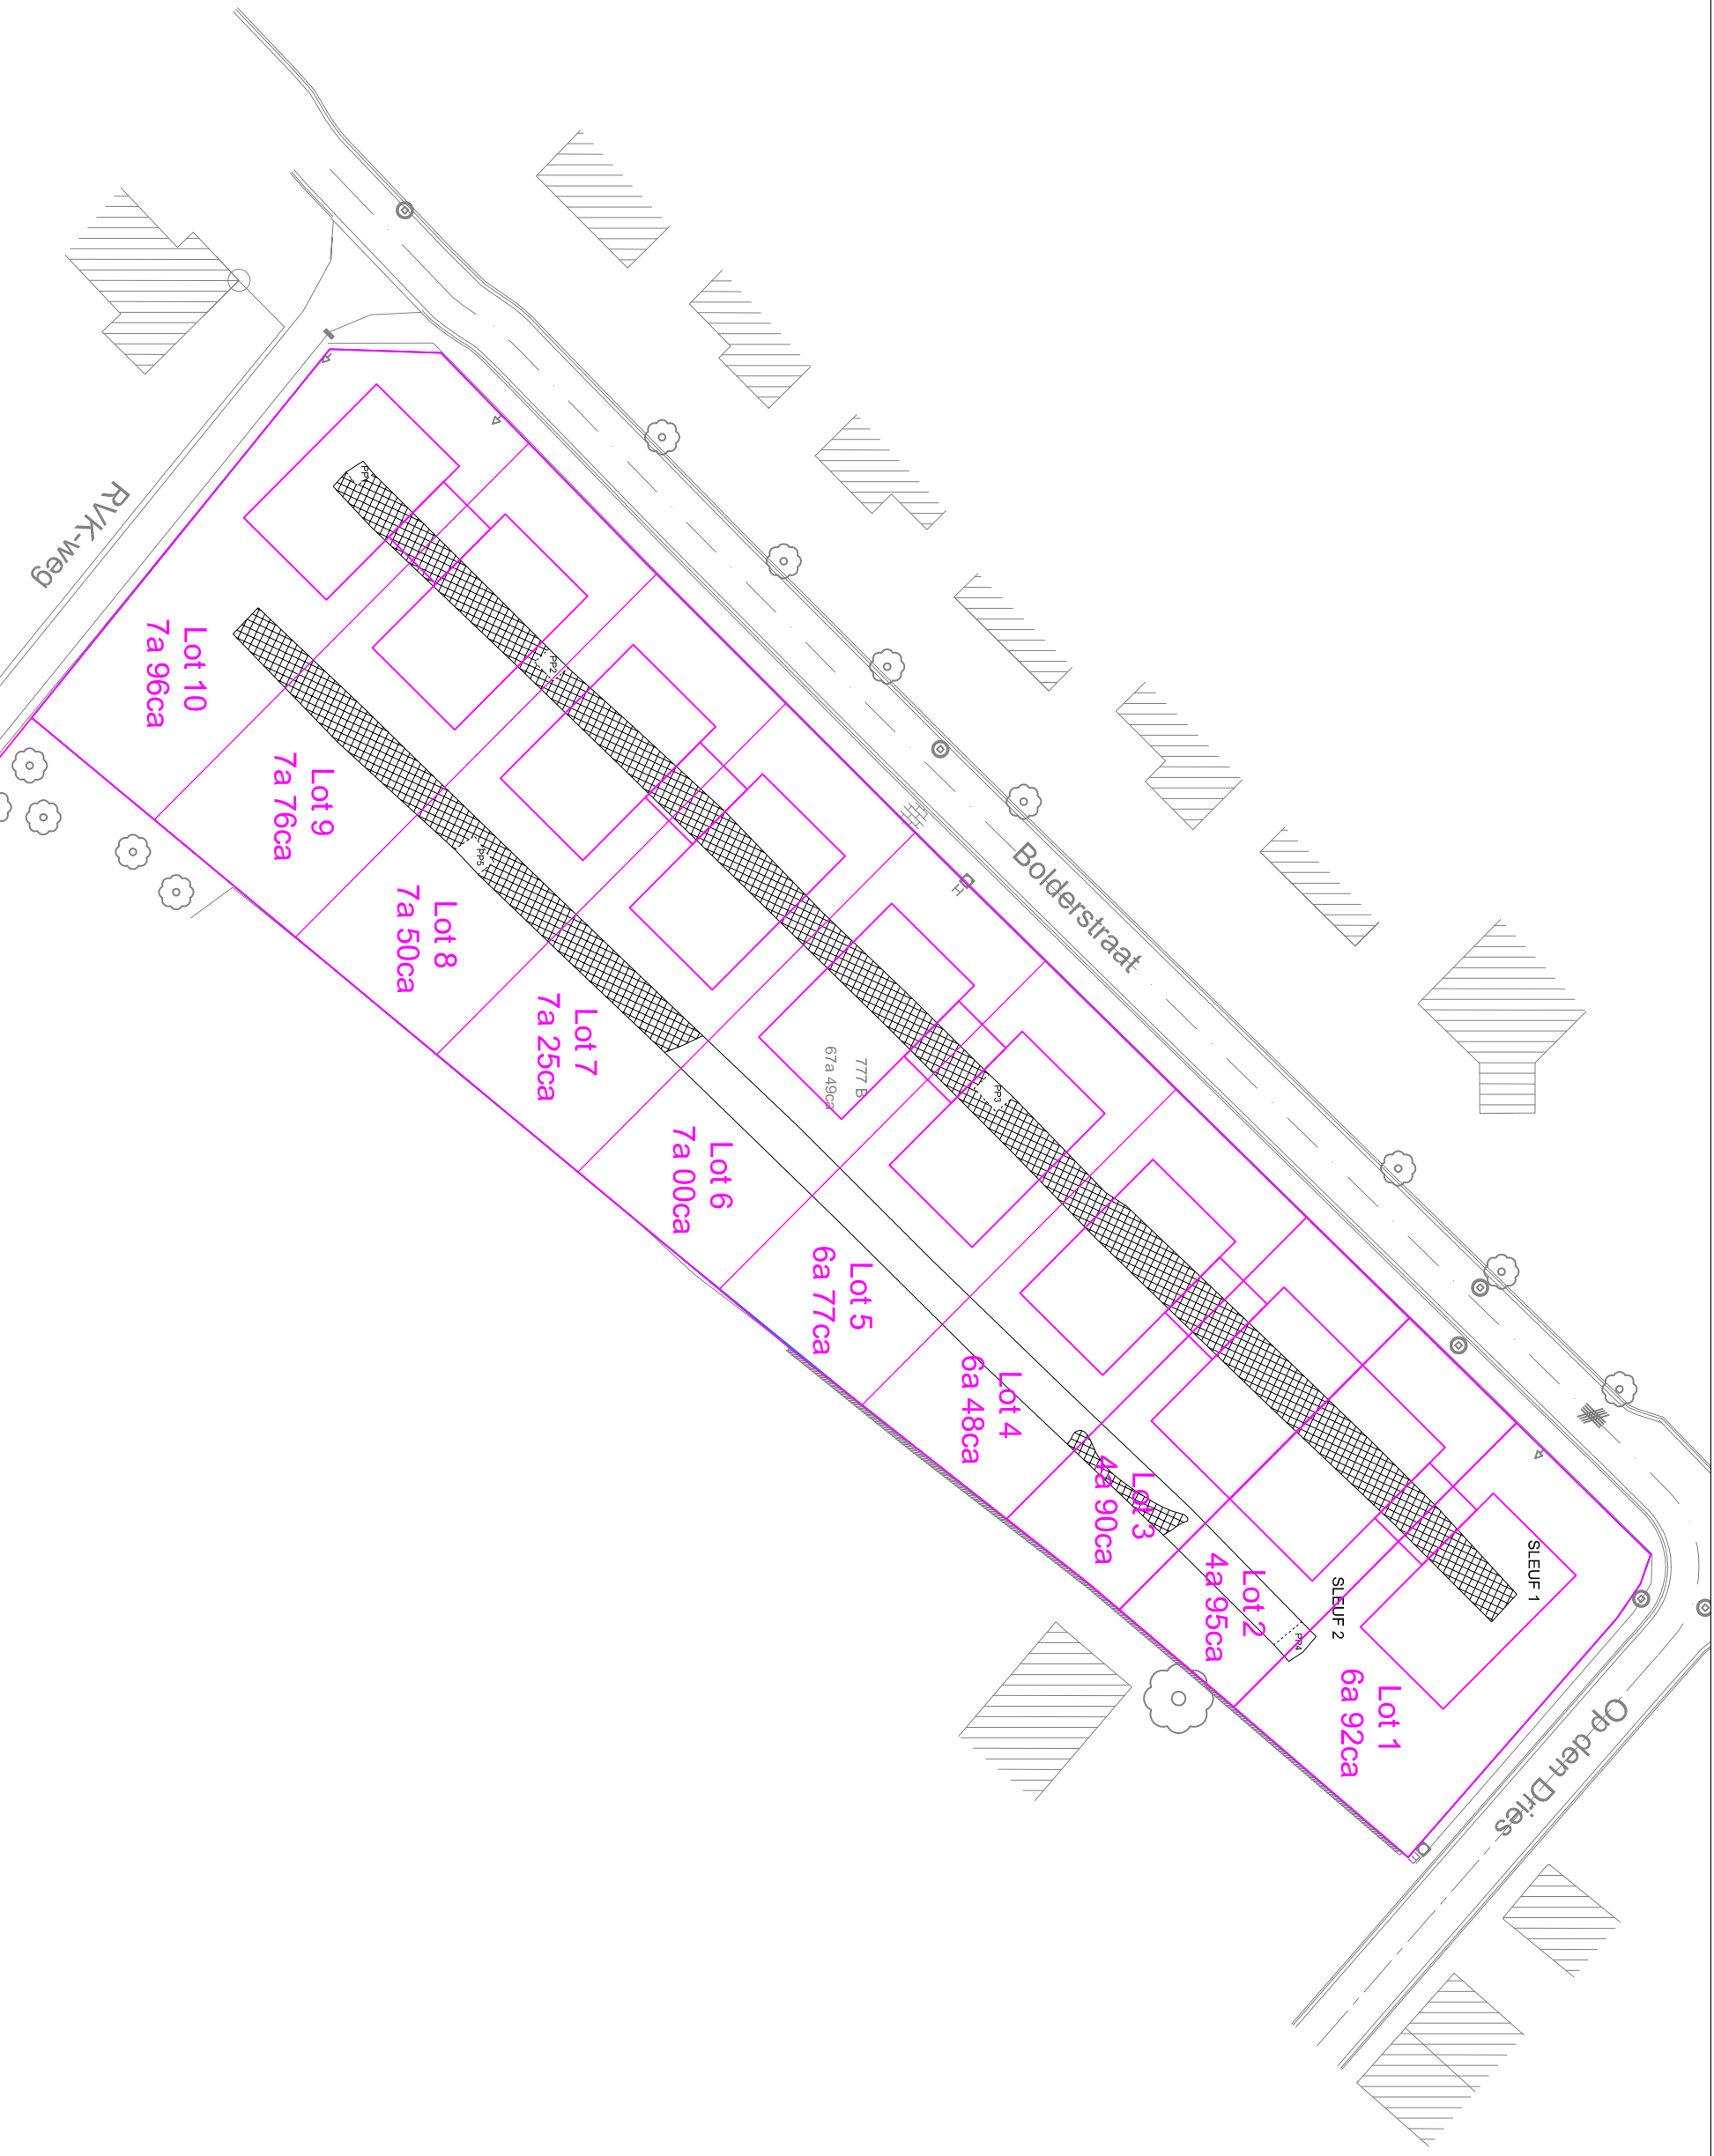 RVK-weg
Bolderstraat
Op den Dries
H
Lot 10
7a 96ca
Lot 9
7a 76ca
Lot 8
7a 50ca
Lot 7
7a 25ca
Lot 6
7a 00ca
Lot 5
6a 77ca
Lot 4
6a 48ca
Lot 3
4a 90ca
Lot 2
4a 95ca
Lot 1
6a 92ca
777 B
67a 49ca
SLEUF 1
SLEUF 2
PP1
PP2
PP3
PP4
PP5